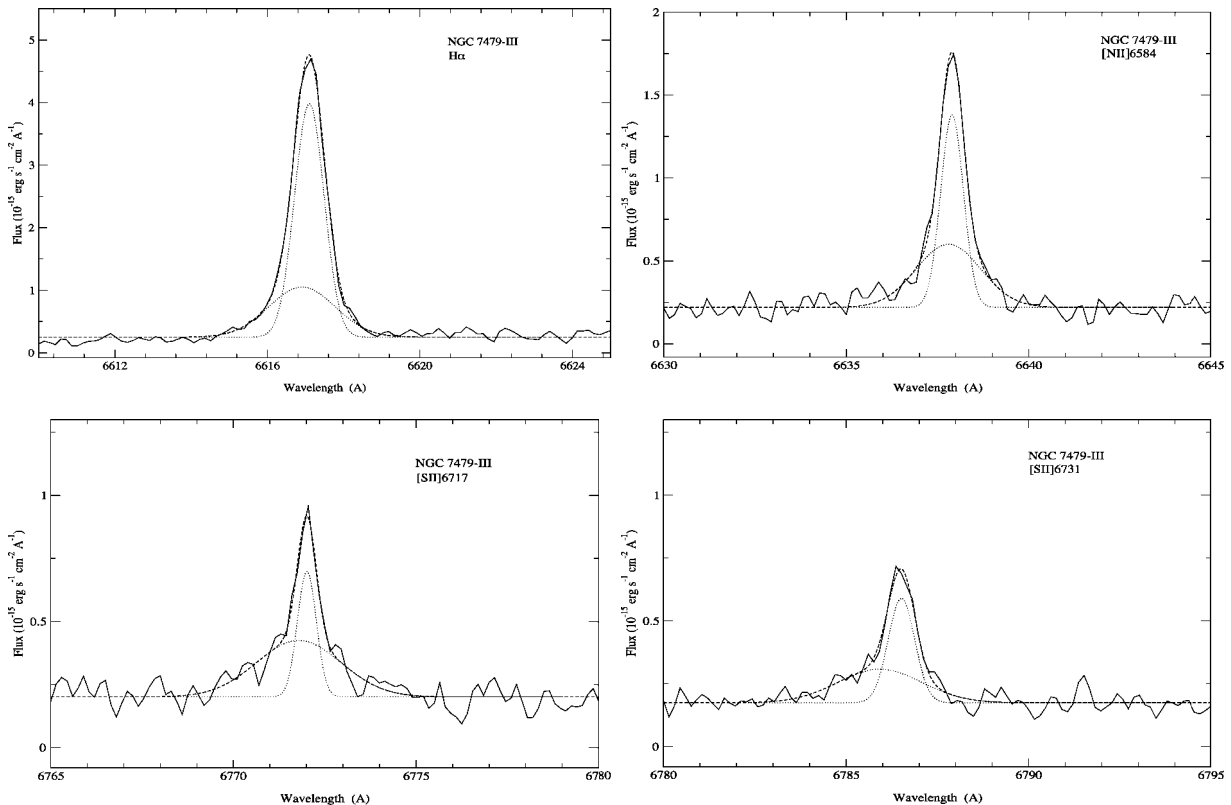 NGC 7479-III
Hα
Flux (10⁻¹⁵ erg s⁻¹ cm⁻² A⁻¹)
5
4
3
2
1
0
6612
6616
6620
6624
Wavelength (A)
NGC 7479-III
[NII]6584
Flux (10⁻¹⁵ erg s⁻¹ cm⁻² A⁻¹)
2
1.5
1
0.5
0
6630
6635
6640
6645
Wavelength (A)
NGC 7479-III
[SII]6717
Flux (10⁻¹⁵ erg s⁻¹ cm⁻² A⁻¹)
1
0.5
0
6765
6770
6775
6780
Wavelength (A)
NGC 7479-III
[SII]6731
Flux (10⁻¹⁵ erg s⁻¹ cm⁻² A⁻¹)
1
0.5
0
6780
6785
6790
6795
Wavelength (A)